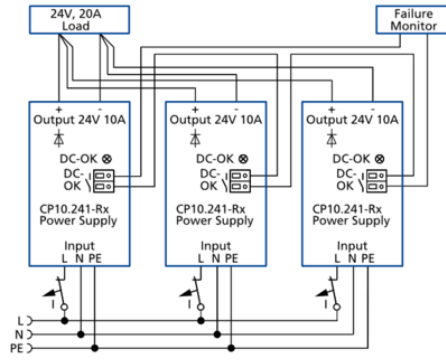 24V, 20A
Load
Failure
Monitor
+ -
Output 24V 10A
DC-OK
DC-
OK
CP10.241-Rx
Power Supply
Input
L N PE
I
+ -
Output 24V 10A
DC-OK
DC-
OK
CP10.241-Rx
Power Supply
Input
L N PE
I
+ -
Output 24V 10A
DC-OK
DC-
OK
CP10.241-Rx
Power Supply
Input
L N PE
I
L
N
PE